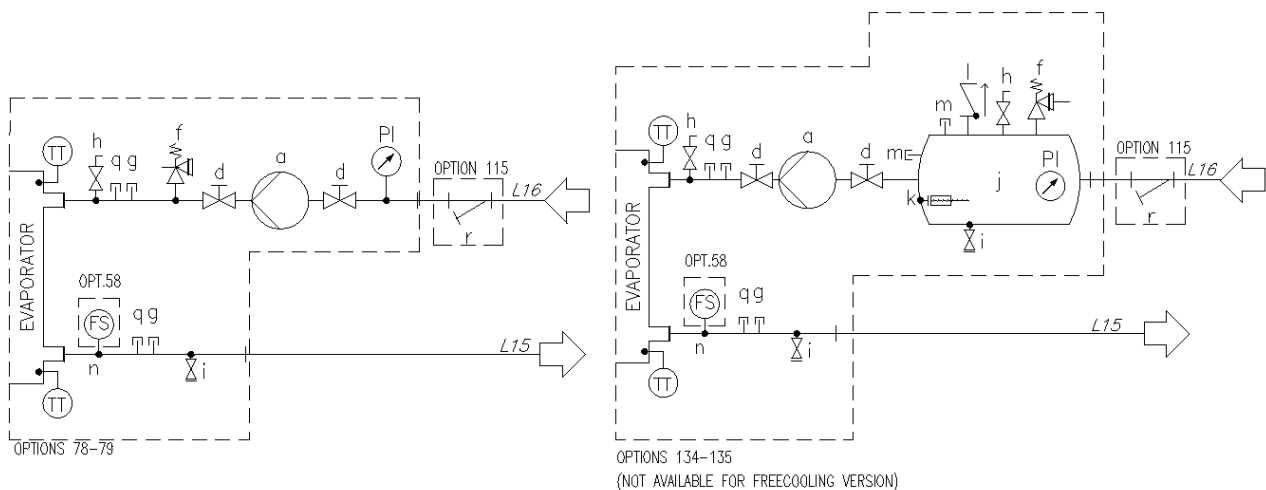 TT
h
q g
f
d
a
d
PI
OPTION 115
L16
r
EVAPORATOR
OPT.58
FS
q g
n
i
L15
TT
OPTIONS 78-79
TT
h
q g
d
a
d
m
l
h
f
m
j
PI
k
i
OPTION 115
L16
r
EVAPORATOR
OPT.58
FS
q g
n
i
L15
TT
OPTIONS 134-135
(NOT AVAILABLE FOR FREECOOLING VERSION)